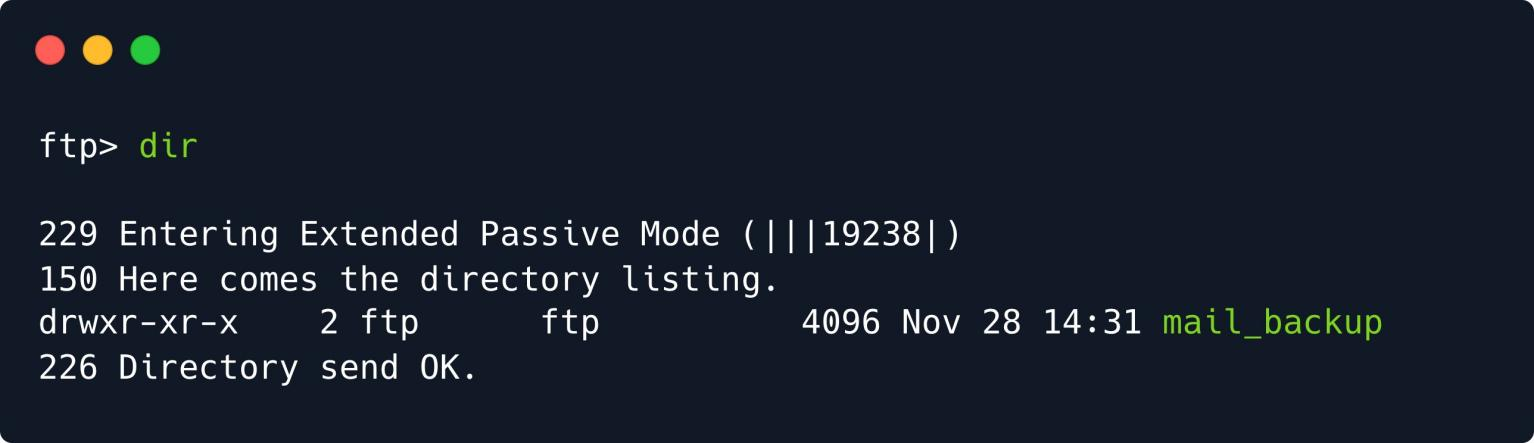 ftp> dir
229 Entering Extended Passive Mode (|||19238|)
150 Here comes the directory listing.
drwxr-xr-x    2 ftp      ftp          4096 Nov 28 14:31 mail_backup
226 Directory send OK.